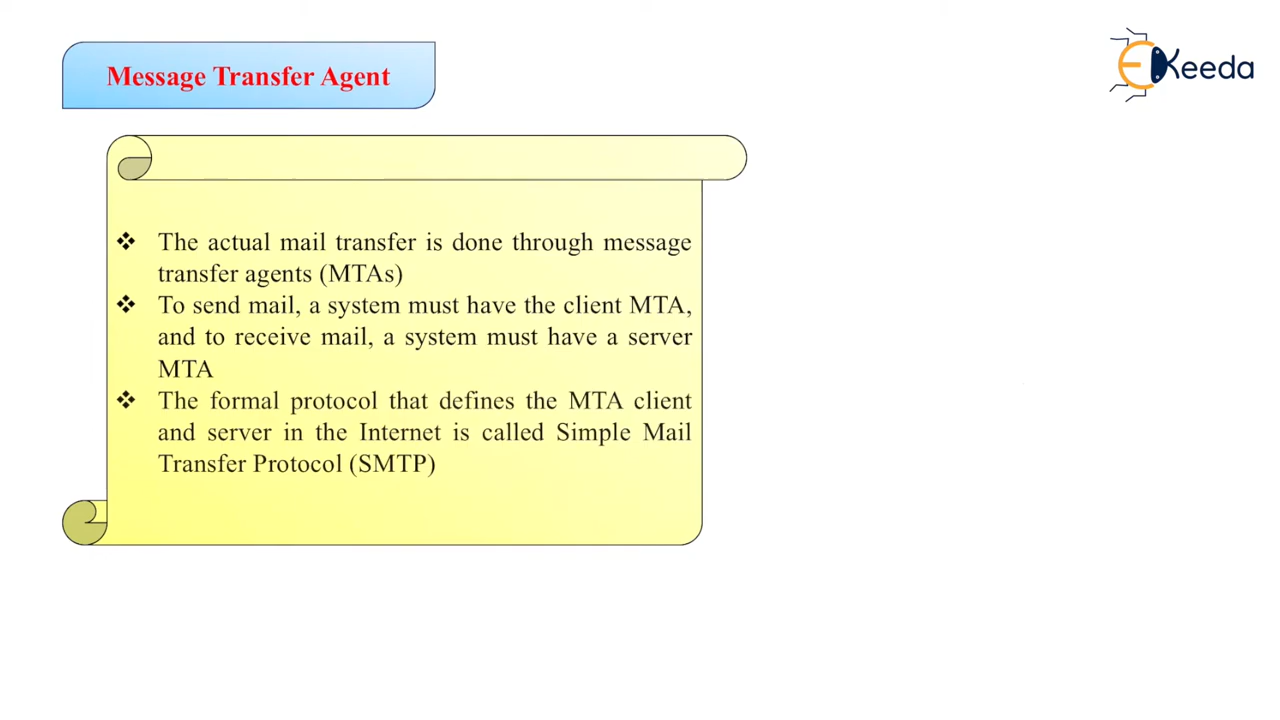 Message Transfer Agent
EKeeda
❖ The actual mail transfer is done through message
transfer agents (MTAs)
❖ To send mail, a system must have the client MTA,
and to receive mail, a system must have a server
MTA
❖ The formal protocol that defines the MTA client
and server in the Internet is called Simple Mail
Transfer Protocol (SMTP)